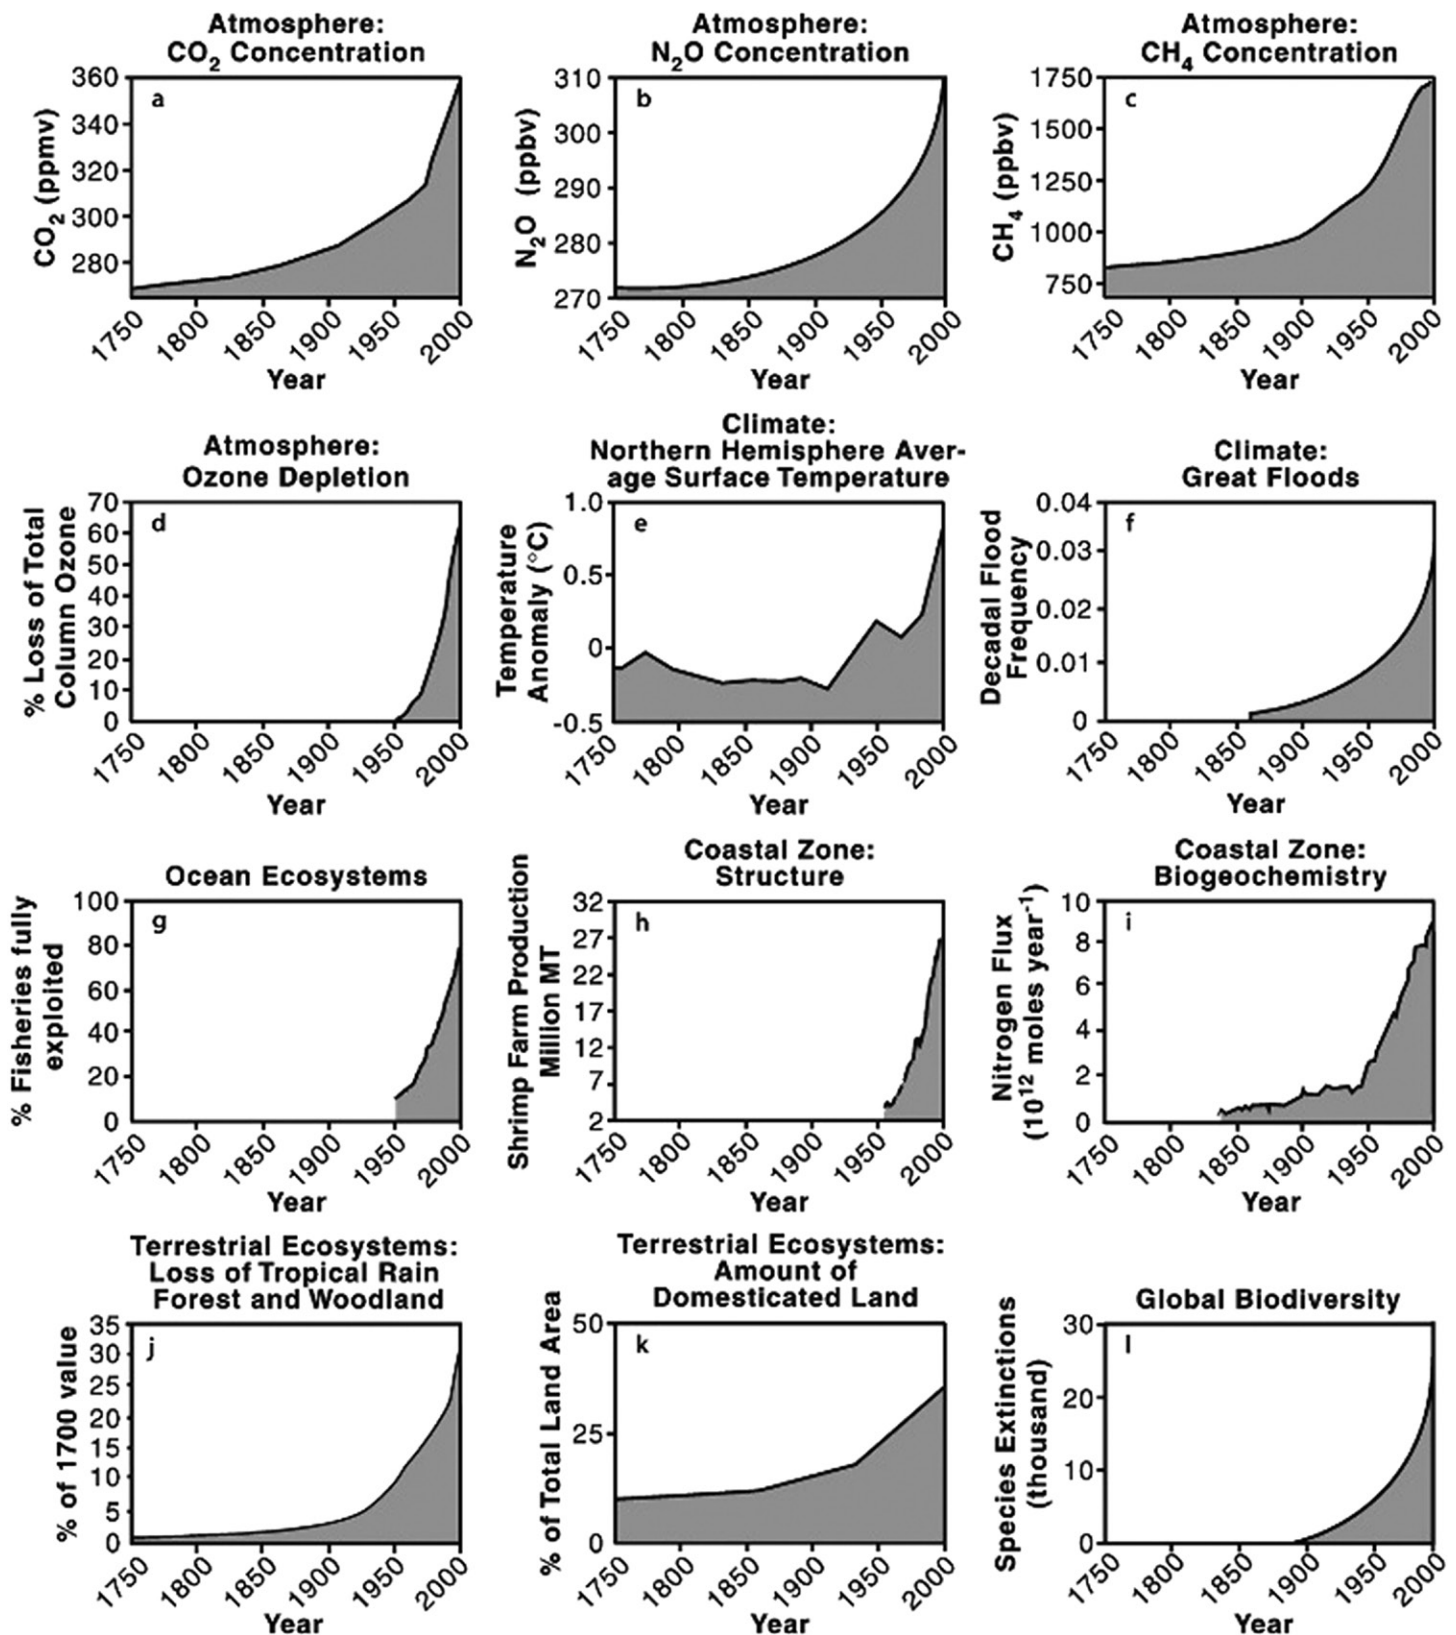 Atmosphere:
CO2 Concentration
a
360
340
320
300
280
CO2 (ppmv)
1750 1800 1850 1900 1950 2000
Year
Atmosphere:
N2O Concentration
b
310
300
290
280
270
N2O (ppbv)
1750 1800 1850 1900 1950 2000
Year
Atmosphere:
CH4 Concentration
c
1750
1500
1250
1000
750
CH4 (ppbv)
1750 1800 1850 1900 1950 2000
Year
Atmosphere:
Ozone Depletion
d
70
60
50
40
30
20
10
0
% Loss of Total
Column Ozone
1750 1800 1850 1900 1950 2000
Year
Climate:
Northern Hemisphere Aver-
age Surface Temperature
e
1.0
0.5
0
-0.5
Temperature
Anomaly (°C)
1750 1800 1850 1900 1950 2000
Year
Climate:
Great Floods
f
0.04
0.03
0.02
0.01
0
Decadal Flood
Frequency
1750 1800 1850 1900 1950 2000
Year
Ocean Ecosystems
g
100
80
60
40
20
0
% Fisheries fully
exploited
1750 1800 1850 1900 1950 2000
Year
Coastal Zone:
Structure
h
32
27
22
17
12
7
2
Shrimp Farm Production
Million MT
1750 1800 1850 1900 1950 2000
Year
Coastal Zone:
Biogeochemistry
i
10
8
6
4
2
0
Nitrogen Flux
(10^12 moles year^-1)
1750 1800 1850 1900 1950 2000
Year
Terrestrial Ecosystems:
Loss of Tropical Rain
Forest and Woodland
j
35
30
25
20
15
10
5
0
% of 1700 value
1750 1800 1850 1900 1950 2000
Year
Terrestrial Ecosystems:
Amount of
Domesticated Land
k
50
25
0
% of Total Land Area
1750 1800 1850 1900 1950 2000
Year
Global Biodiversity
l
30
20
10
0
Species Extinctions
(thousand)
1750 1800 1850 1900 1950 2000
Year